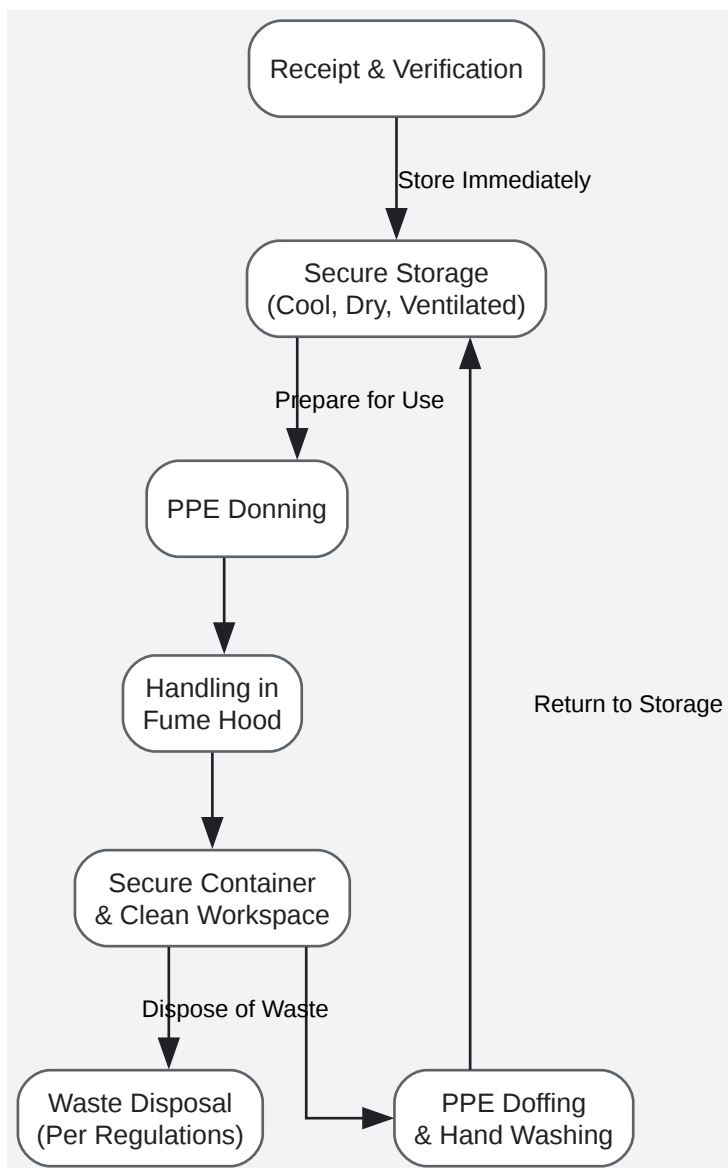 Receipt & Verification
Store Immediately
Secure Storage
(Cool, Dry, Ventilated)
Prepare for Use
PPE Donning
Handling in
Fume Hood
Return to Storage
Secure Container
& Clean Workspace
Dispose of Waste
Waste Disposal
(Per Regulations)
PPE Doffing
& Hand Washing